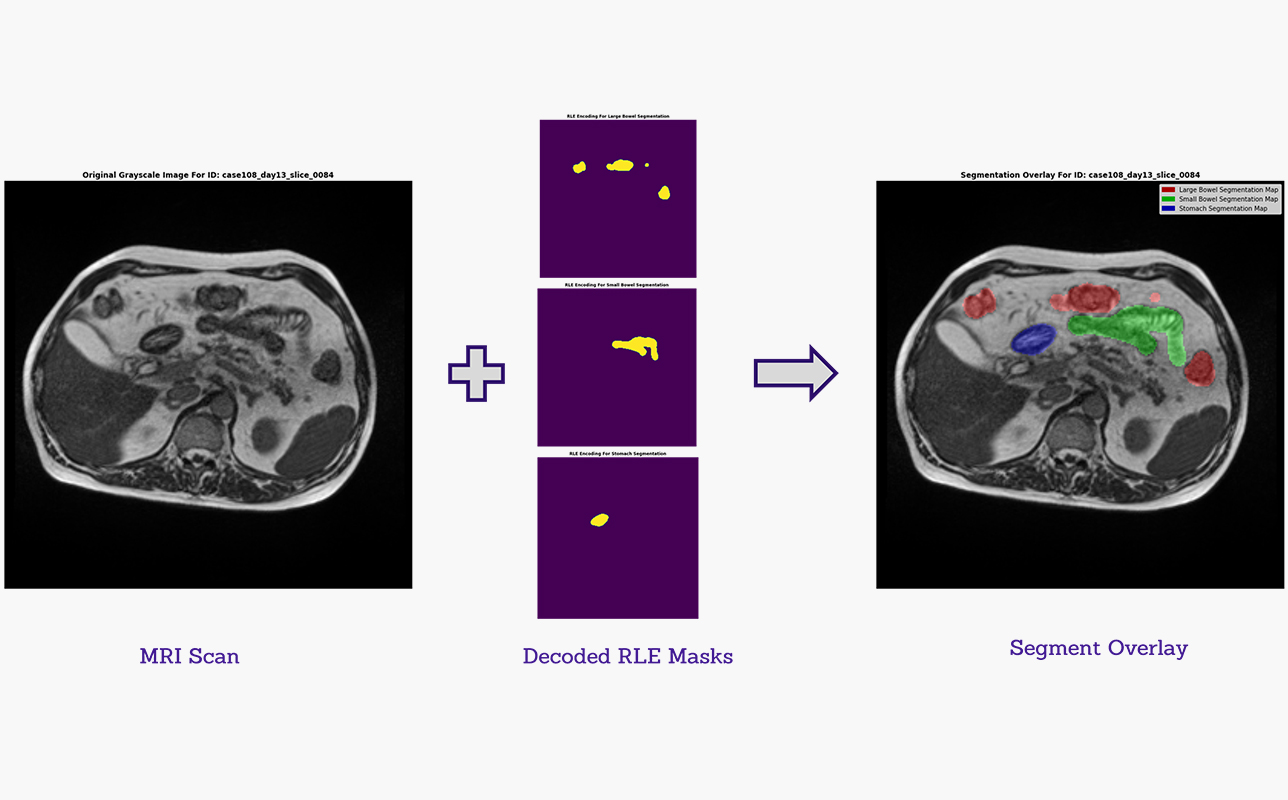 Original Grayscale Image For ID: case108_day13_slice_0084
MRI Scan
RLE Encoding For Large Bowel Segmentation
RLE Encoding For Small Bowel Segmentation
RLE Encoding For Stomach Segmentation
Decoded RLE Masks
Segmentation Overlay For ID: case108_day13_slice_0084
Large Bowel Segmentation Map
Small Bowel Segmentation Map
Stomach Segmentation Map
Segment Overlay